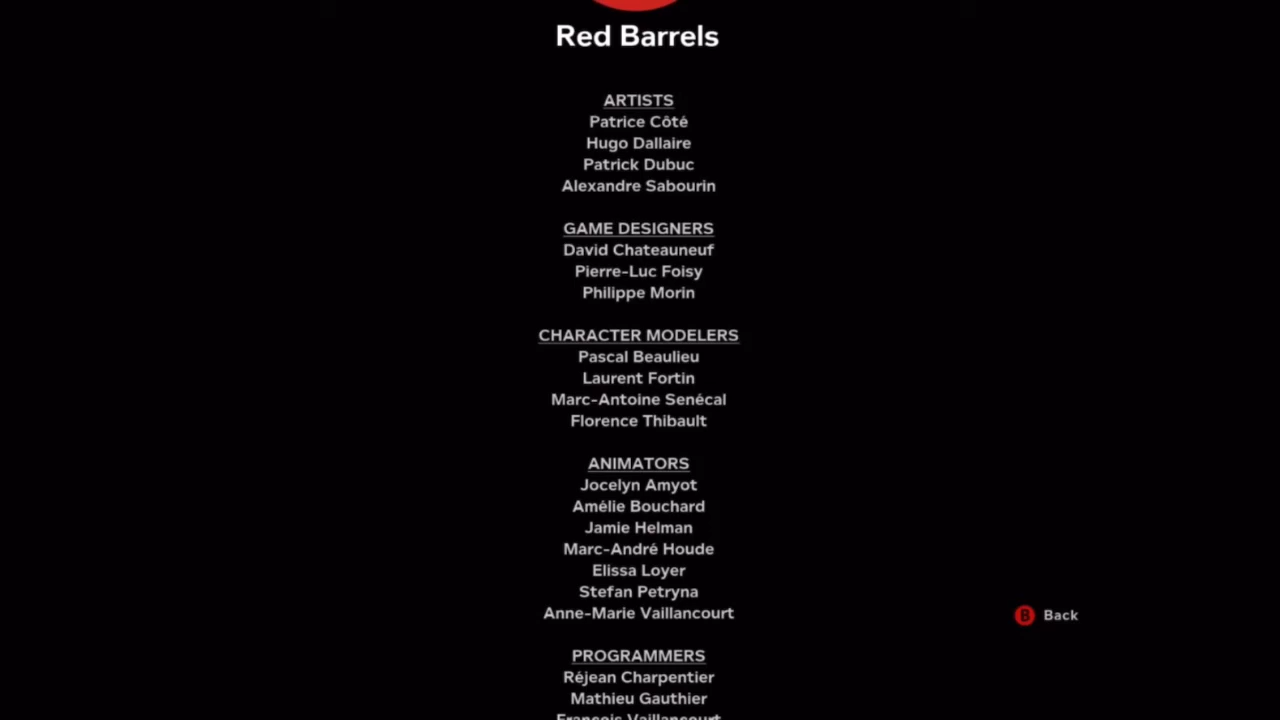 Red Barrels
ARTISTS
Patrice Côté
Hugo Dallaire
Patrick Dubuc
Alexandre Sabourin
GAME DESIGNERS
David Chateauneuf
Pierre-Luc Foisy
Philippe Morin
CHARACTER MODELERS
Pascal Beaulieu
Laurent Fortin
Marc-Antoine Senécal
Florence Thibault
ANIMATORS
Jocelyn Amyot
Amélie Bouchard
Jamie Helman
Marc-André Houde
Elissa Loyer
Stefan Petryna
Anne-Marie Vaillancourt
B Back
PROGRAMMERS
Réjean Charpentier
Mathieu Gauthier
François Vaillancourt